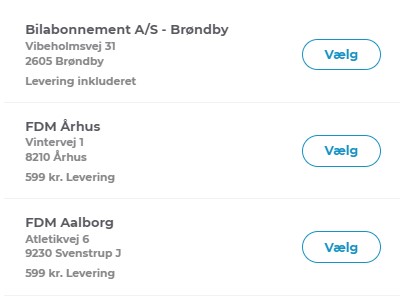 Bilabonnement A/S - Brøndby
Vibeholmsvej 31
2605 Brøndby
Levering inkluderet
Vælg
FDM Århus
Vintervej 1
8210 Århus
599 kr. Levering
Vælg
FDM Aalborg
Atletikvej 6
9230 Svenstrup J
599 kr. Levering
Vælg